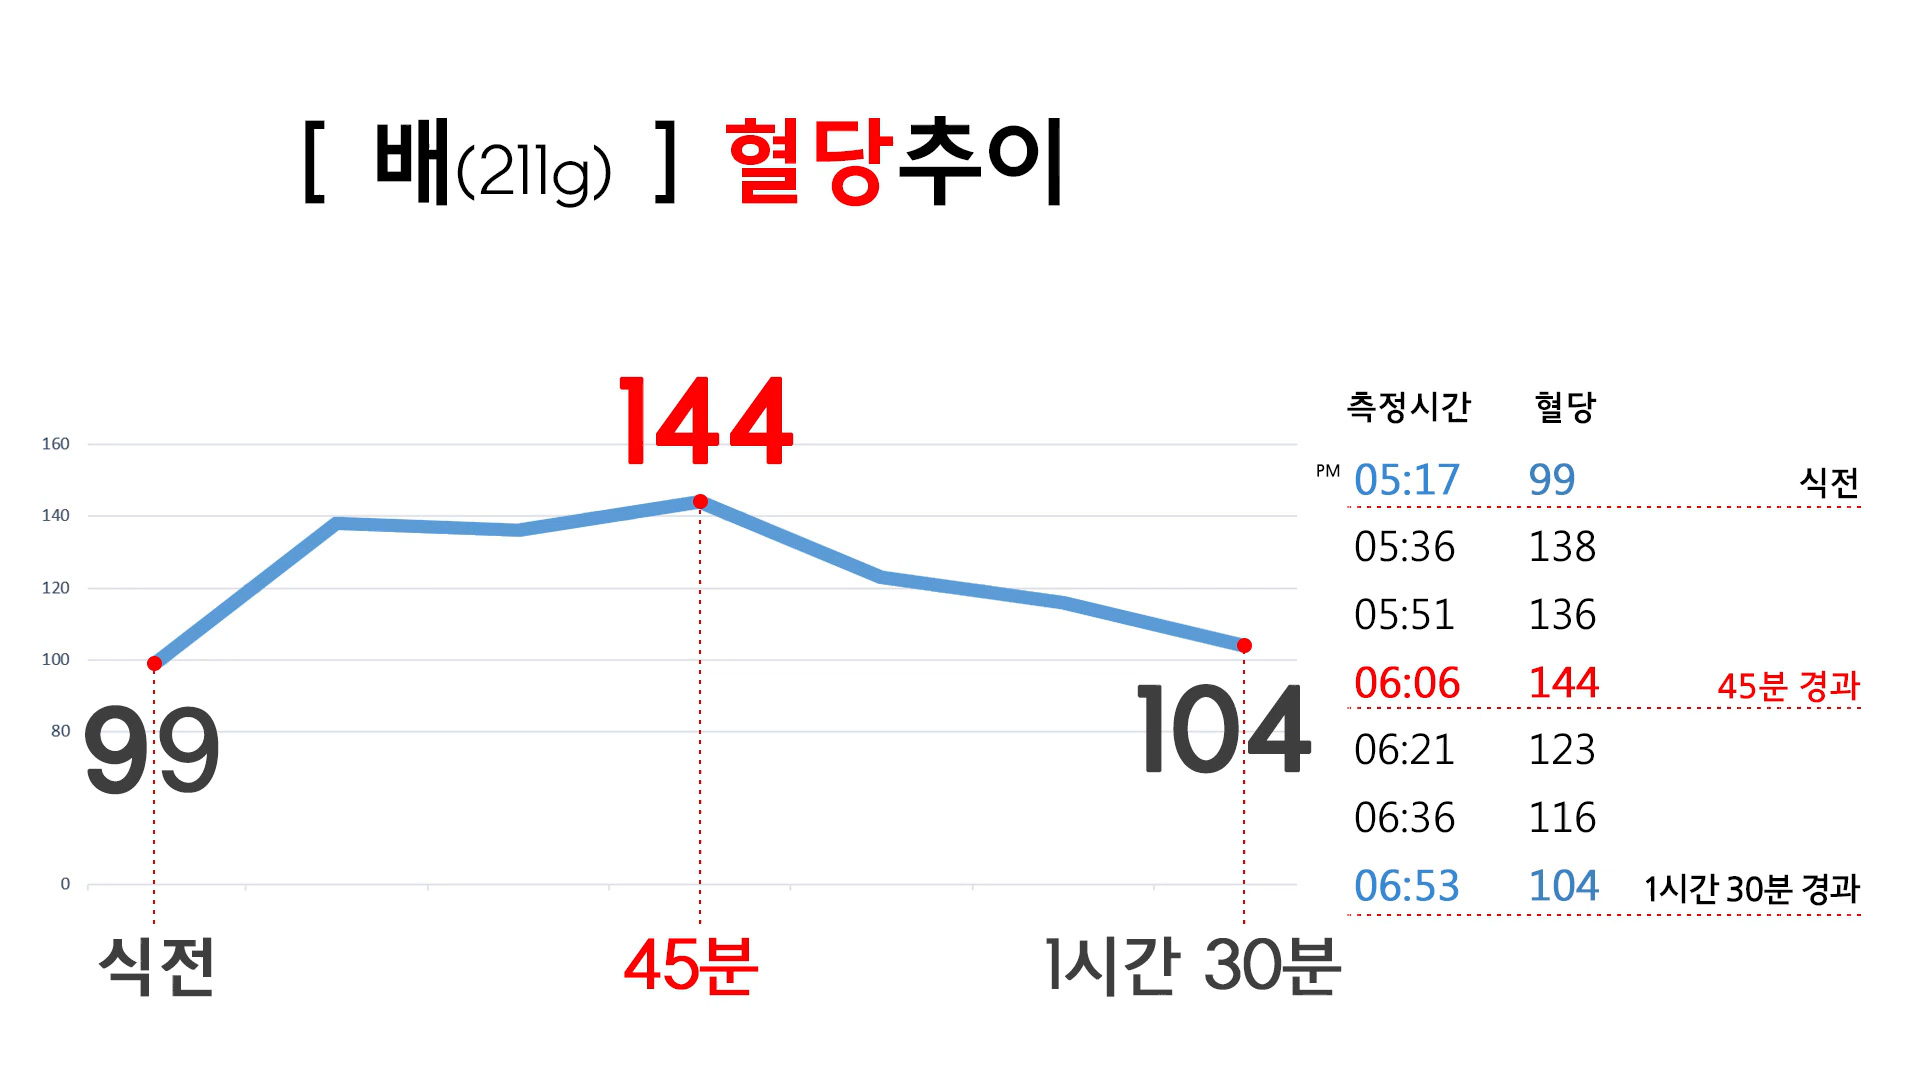 [ 배(211g) ] 혈당추이
144
160
140
120
100
80
0
99
104
식전
45분
1시간 30분
측정시간 혈당
PM 05:17 99 식전
05:36 138
05:51 136
06:06 144 45분 경과
06:21 123
06:36 116
06:53 104 1시간 30분 경과